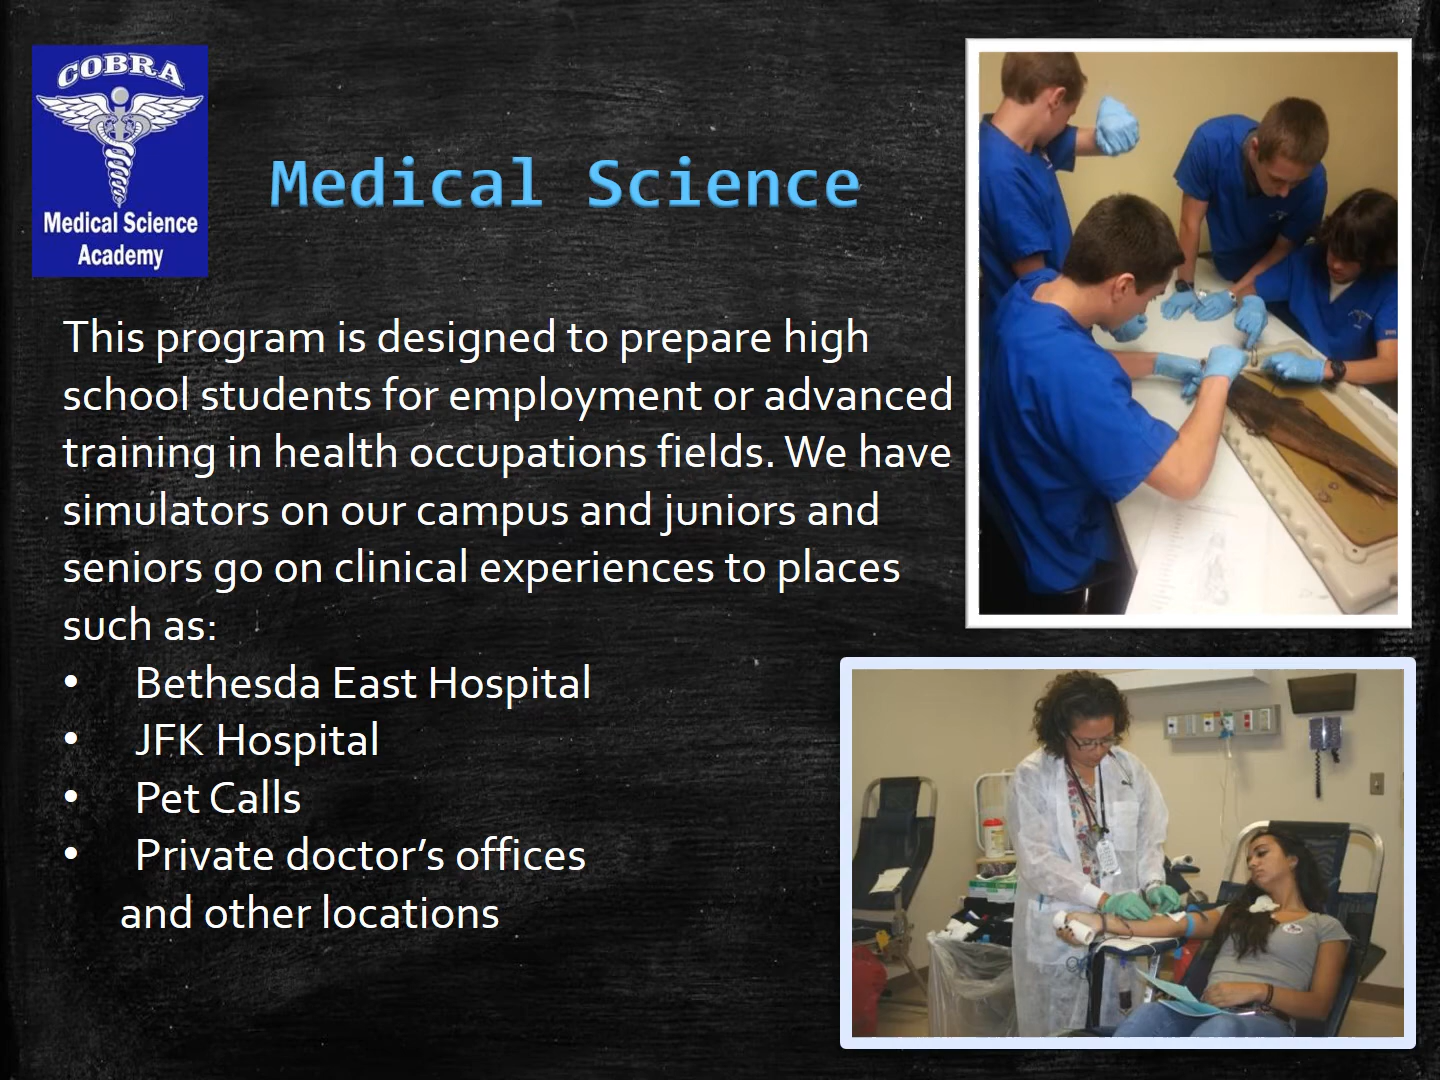 COBRA
Medical Science
Academy
Medical Science
This program is designed to prepare high
school students for employment or advanced
training in health occupations fields. We have
simulators on our campus and juniors and
seniors go on clinical experiences to places
such as:
• Bethesda East Hospital
• JFK Hospital
• Pet Calls
• Private doctor’s offices
and other locations